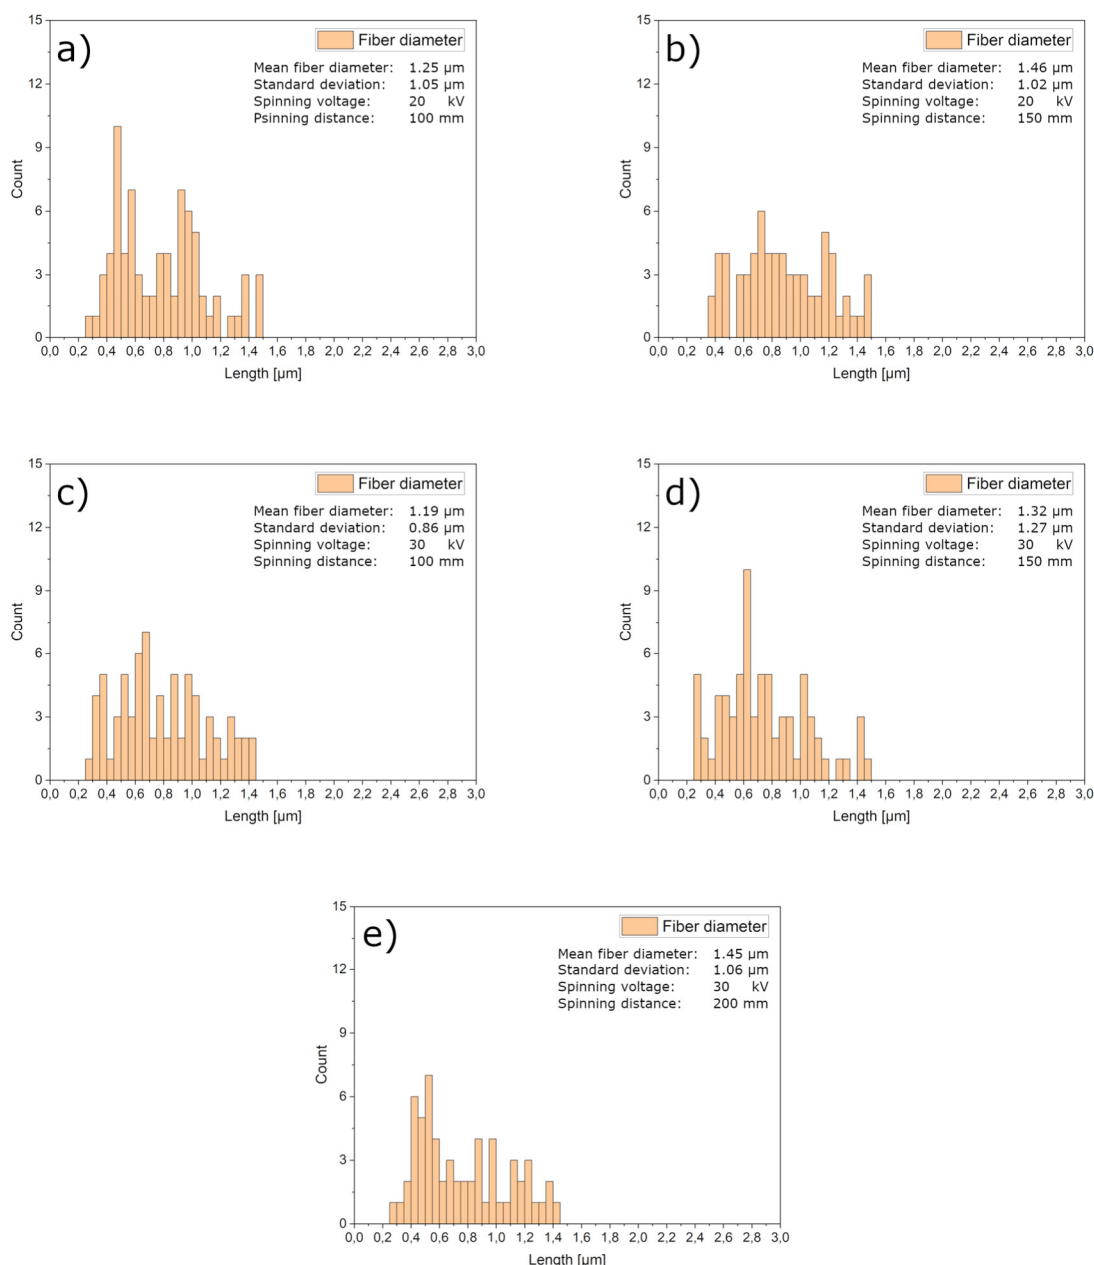 a)
Fiber diameter
Mean fiber diameter: 1.25 µm
Standard deviation: 1.05 µm
Spinning voltage: 20 kV
Psinning distance: 100 mm
15
12
9
6
3
0
Count
0,0 0,2 0,4 0,6 0,8 1,0 1,2 1,4 1,6 1,8 2,0 2,2 2,4 2,6 2,8 3,0
Length [µm]
b)
Fiber diameter
Mean fiber diameter: 1.46 µm
Standard deviation: 1.02 µm
Spinning voltage: 20 kV
Spinning distance: 150 mm
15
12
9
6
3
0
Count
0,0 0,2 0,4 0,6 0,8 1,0 1,2 1,4 1,6 1,8 2,0 2,2 2,4 2,6 2,8 3,0
Length [µm]
c)
Fiber diameter
Mean fiber diameter: 1.19 µm
Standard deviation: 0.86 µm
Spinning voltage: 30 kV
Spinning distance: 100 mm
15
12
9
6
3
0
Count
0,0 0,2 0,4 0,6 0,8 1,0 1,2 1,4 1,6 1,8 2,0 2,2 2,4 2,6 2,8 3,0
Length [µm]
d)
Fiber diameter
Mean fiber diameter: 1.32 µm
Standard deviation: 1.27 µm
Spinning voltage: 30 kV
Spinning distance: 150 mm
15
12
9
6
3
0
Count
0,0 0,2 0,4 0,6 0,8 1,0 1,2 1,4 1,6 1,8 2,0 2,2 2,4 2,6 2,8 3,0
Length [µm]
e)
Fiber diameter
Mean fiber diameter: 1.45 µm
Standard deviation: 1.06 µm
Spinning voltage: 30 kV
Spinning distance: 200 mm
15
12
9
6
3
0
Count
0,0 0,2 0,4 0,6 0,8 1,0 1,2 1,4 1,6 1,8 2,0 2,2 2,4 2,6 2,8 3,0
Length [µm]